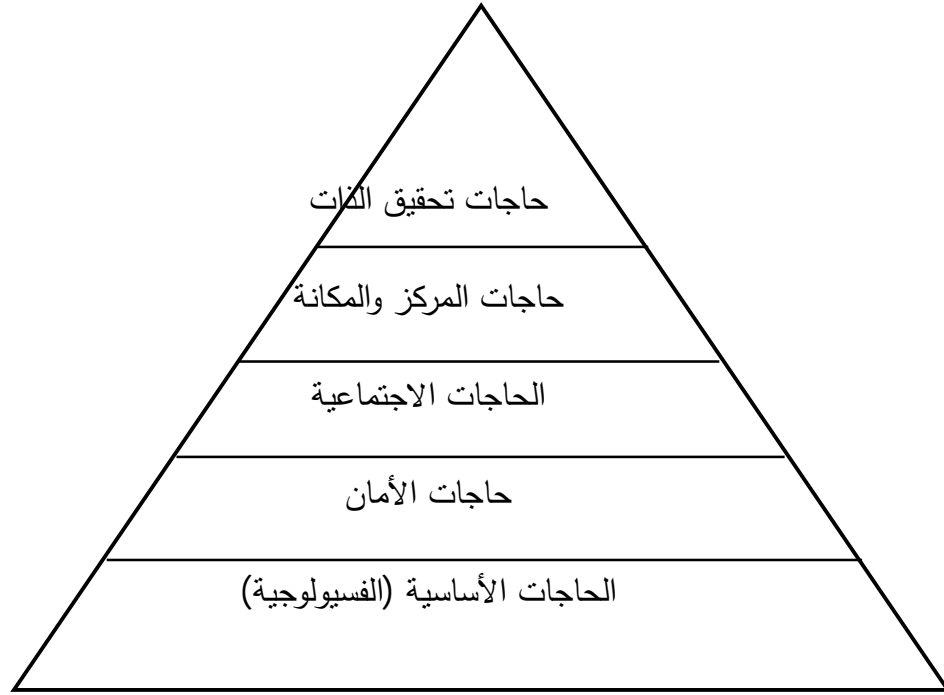 حاجات تحقيق الذات
حاجات المركز والمكانة
الحاجات الاجتماعية
حاجات الأمان
الحاجات الأساسية (الفسيولوجية)